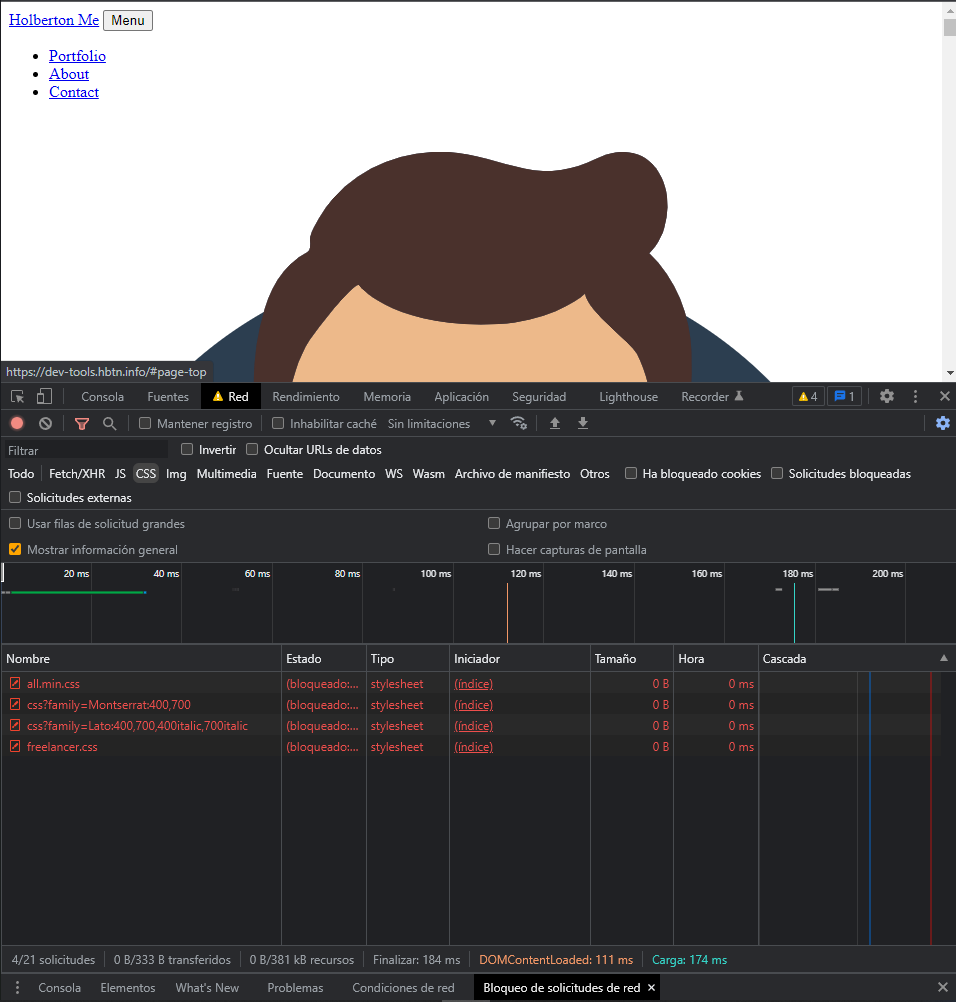 Holberton Me Menu
Portfolio
About
Contact
https://dev-tools.hbtn.info/#page-top
Consola Fuentes Red Rendimiento Memoria Aplicación Seguridad Lighthouse Recorder 4 1
Mantener registro Inhabilitar caché Sin limitaciones
Filtrar Invertir Ocultar URLs de datos
Todo Fetch/XHR JS CSS Img Multimedia Fuente Documento WS Wasm Archivo de manifiesto Otros Ha bloqueado cookies Solicitudes bloqueadas
Solicitudes externas
Usar filas de solicitud grandes Agrupar por marco
Mostrar información general Hacer capturas de pantalla
20 ms 40 ms 60 ms 80 ms 100 ms 120 ms 140 ms 160 ms 180 ms 200 ms
Nombre Estado Tipo Iniciador Tamaño Hora Cascada
all.min.css (bloqueado:... stylesheet (índice) 0 B 0 ms
css?family=Montserrat:400,700 (bloqueado:... stylesheet (índice) 0 B 0 ms
css?family=Lato:400,700,400italic,700italic (bloqueado:... stylesheet (índice) 0 B 0 ms
freelancer.css (bloqueado:... stylesheet (índice) 0 B 0 ms
4/21 solicitudes 0 B/333 B transferidos 0 B/381 kB recursos Finalizar: 184 ms DOMContentLoaded: 111 ms Carga: 174 ms
Consola Elementos What's New Problemas Condiciones de red Bloqueo de solicitudes de red